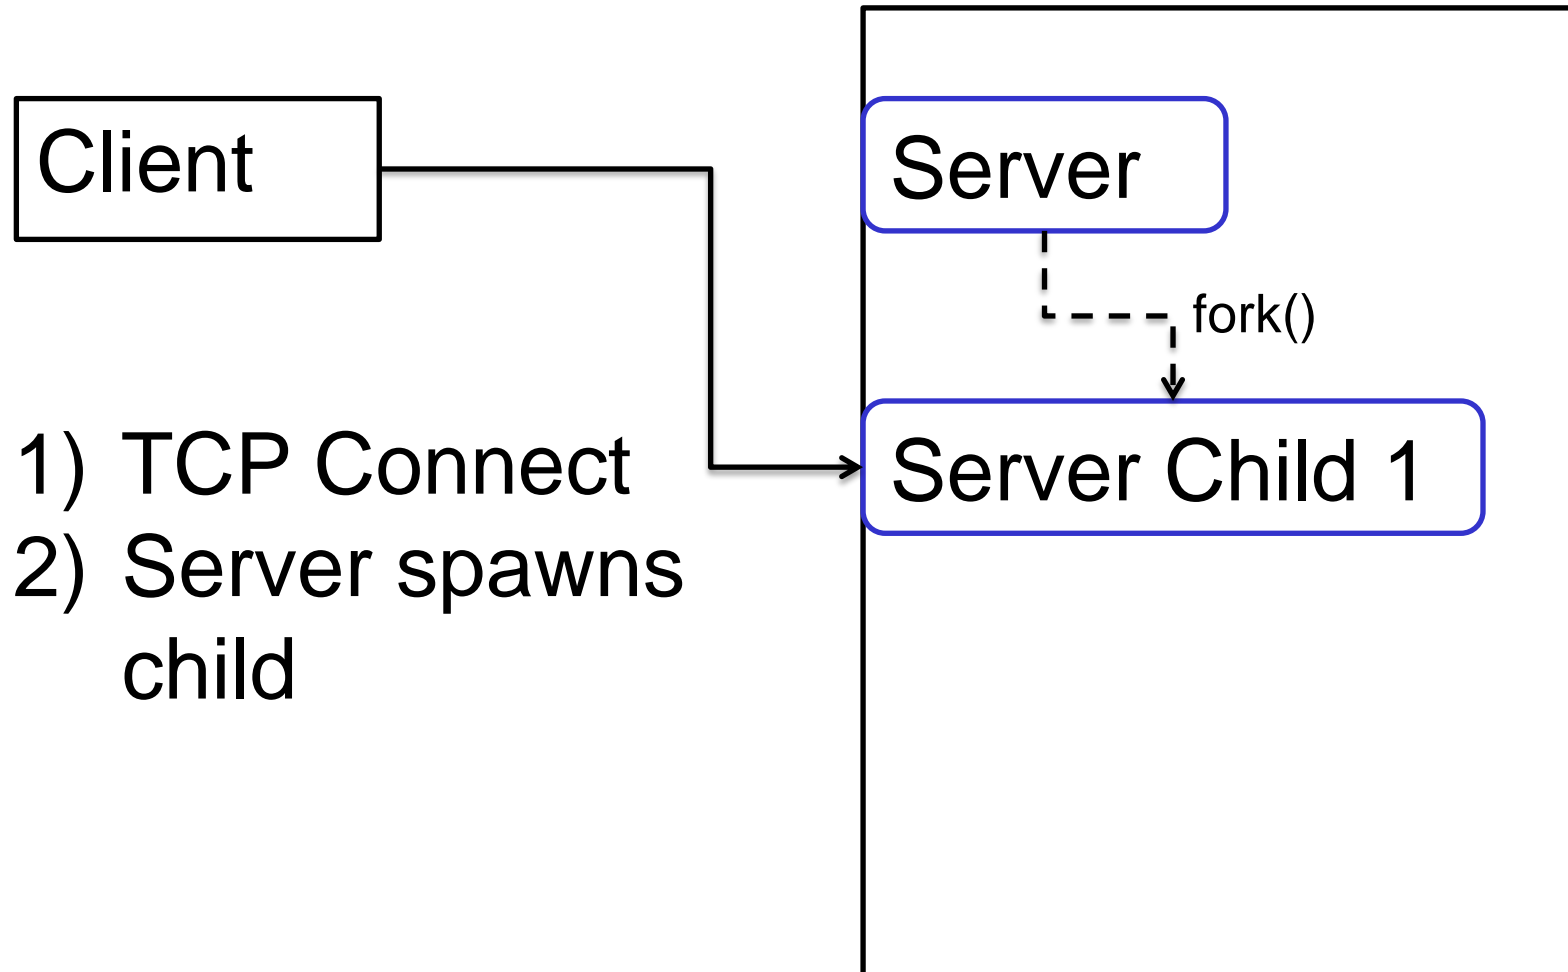 Client
Server
fork()
Server Child 1
1) TCP Connect
2) Server spawns
child